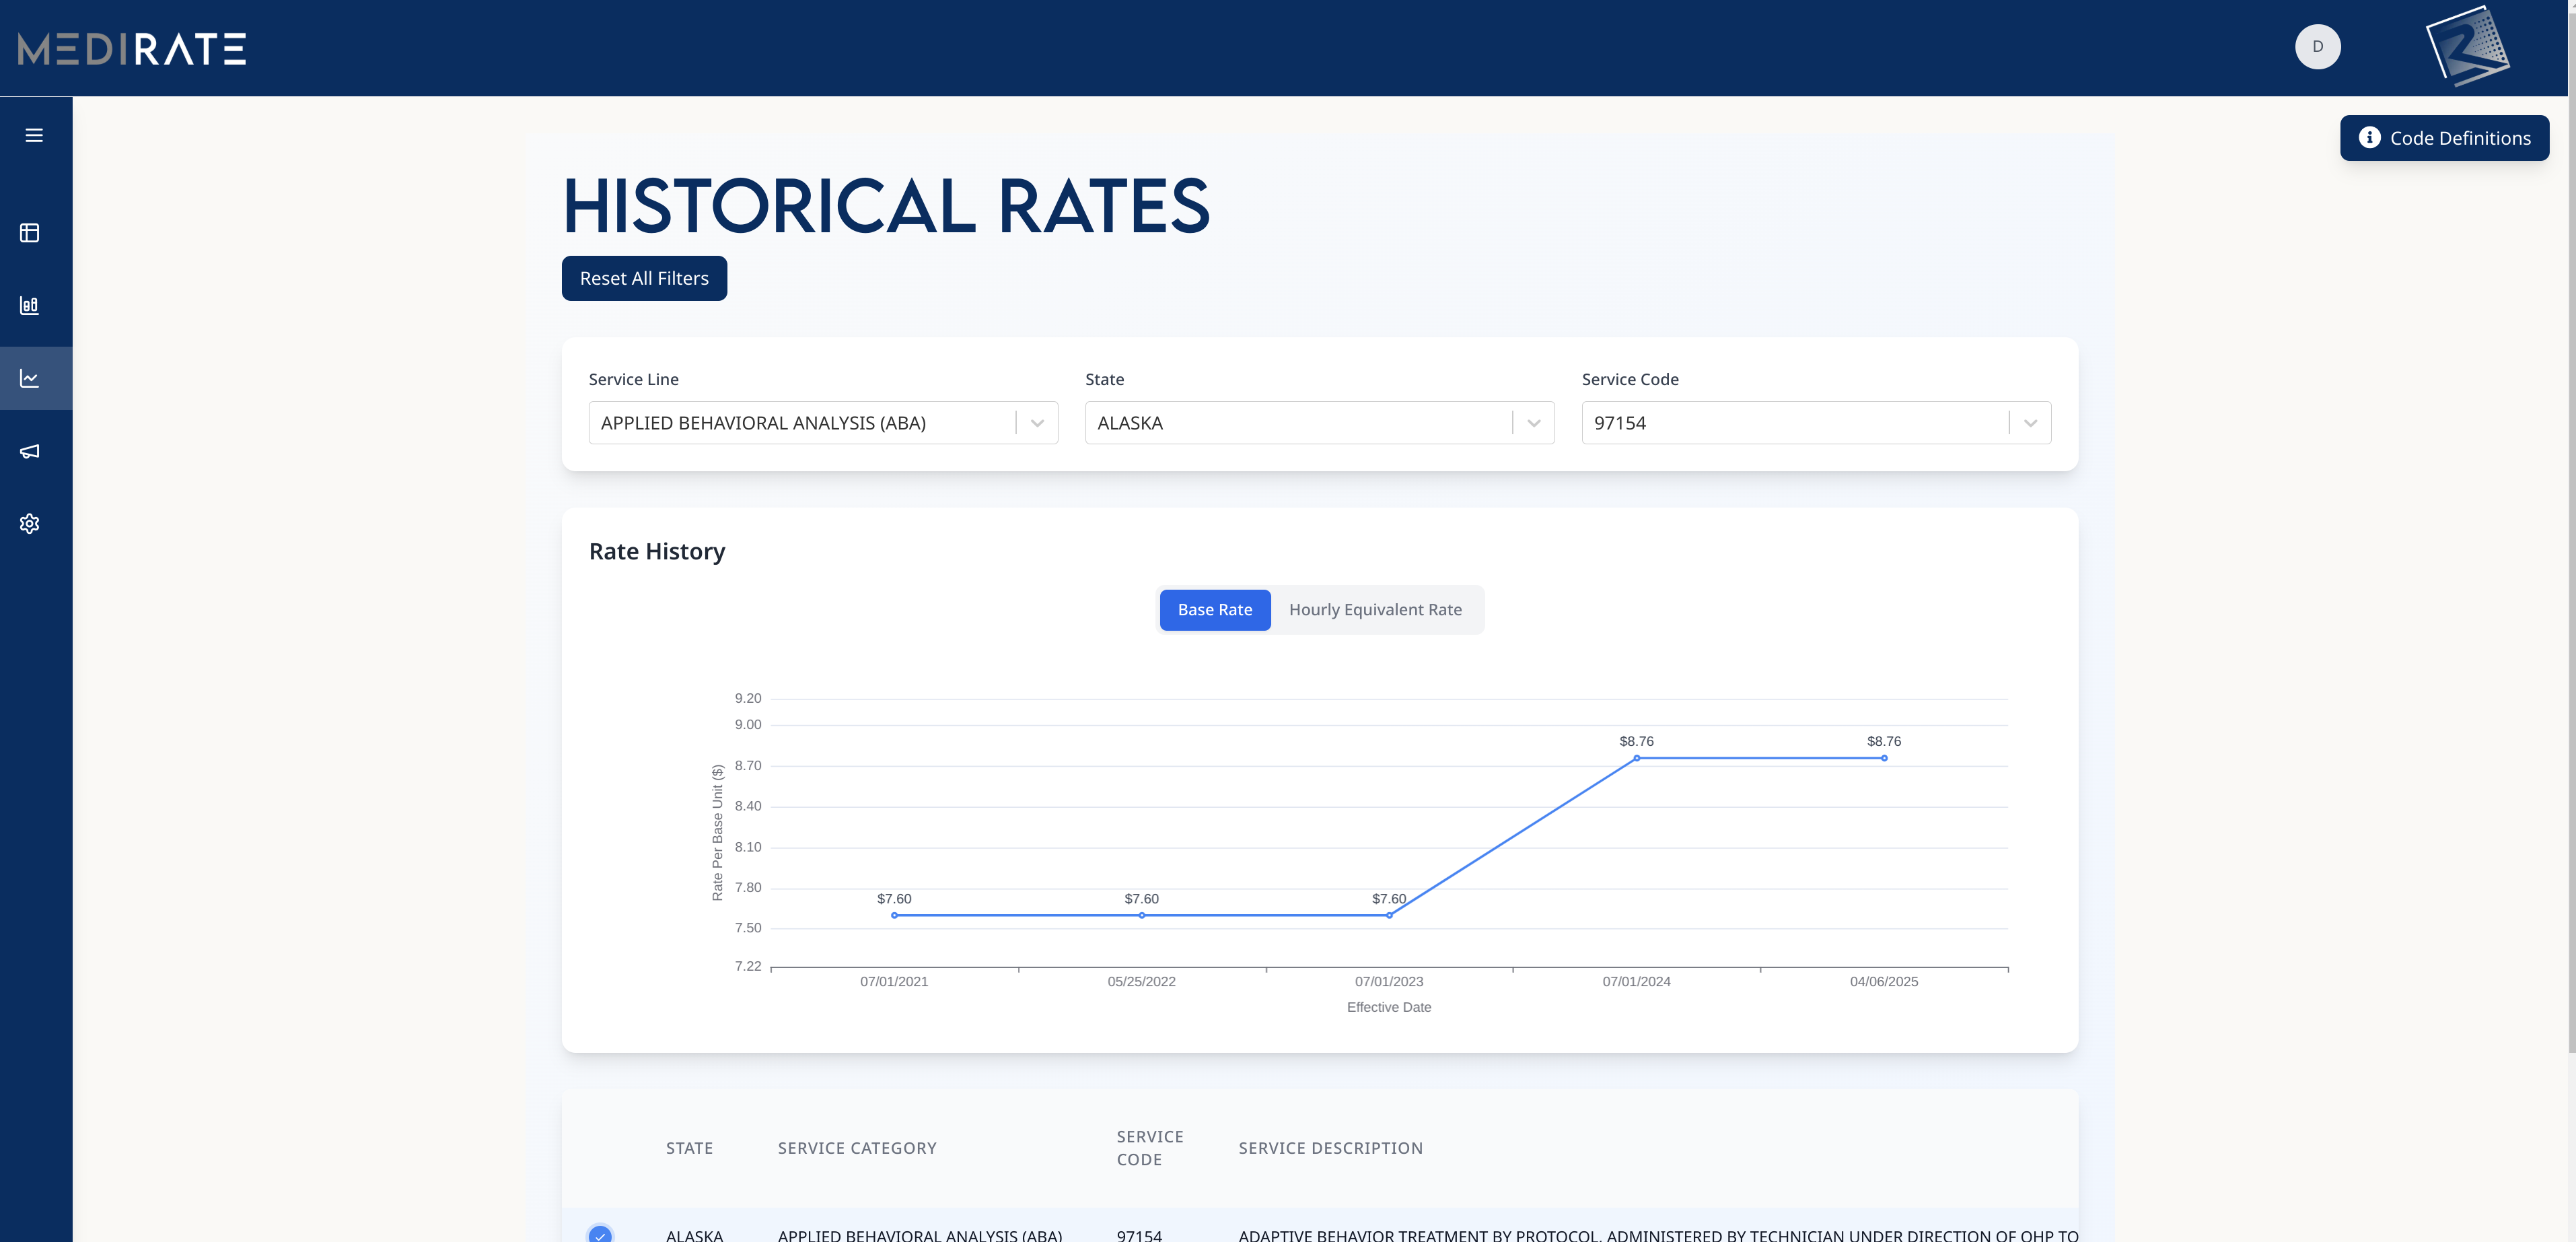 MEDIRATE
D
Code Definitions
HISTORICAL RATES
Reset All Filters
Service Line
State
Service Code
APPLIED BEHAVIORAL ANALYSIS (ABA)
ALASKA
97154
Rate History
Base Rate
Hourly Equivalent Rate
9.20
9.00
8.70
8.40
8.10
7.80
7.50
7.22
Rate Per Base Unit ($)
$7.60
$7.60
$7.60
$8.76
$8.76
07/01/2021
05/25/2022
07/01/2023
07/01/2024
04/06/2025
Effective Date
STATE
SERVICE CATEGORY
SERVICE
CODE
SERVICE DESCRIPTION
ALASKA
APPLIED BEHAVIORAL ANALYSIS (ABA)
97154
ADAPTIVE BEHAVIOR TREATMENT BY PROTOCOL, ADMINISTERED BY TECHNICIAN UNDER DIRECTION OF QHP TO